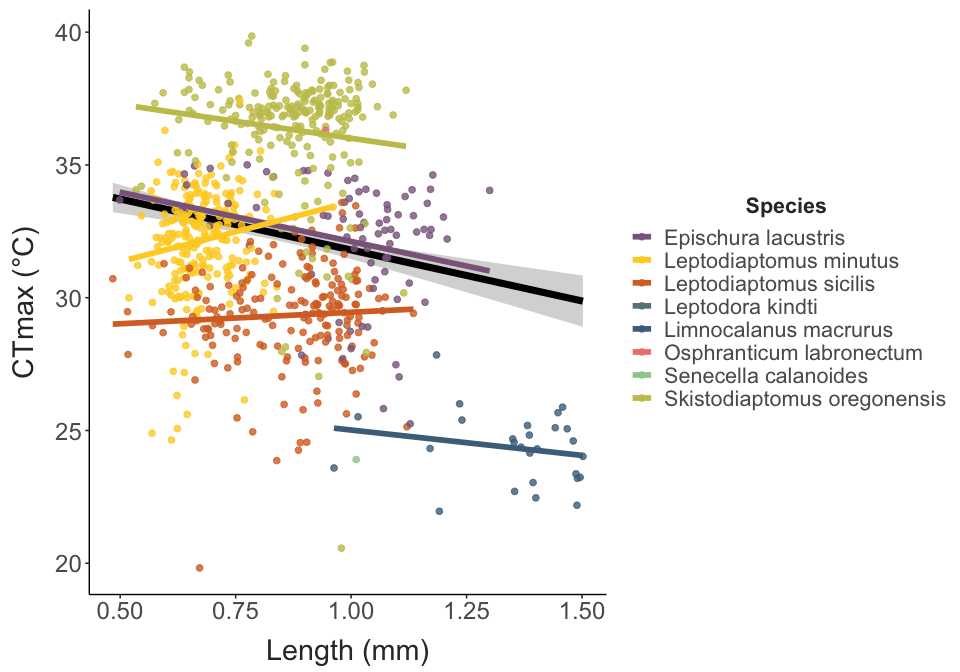 40
35
30
25
20
CTmax (°C)
0.50 0.75 1.00 1.25 1.50
Length (mm)
Species
Epischura lacustris
Leptodiaptomus minutus
Leptodiaptomus sicilis
Leptodora kindti
Limnocalanus macrurus
Osphranticum labronectum
Senecella calanoides
Skistodiaptomus oregonensis